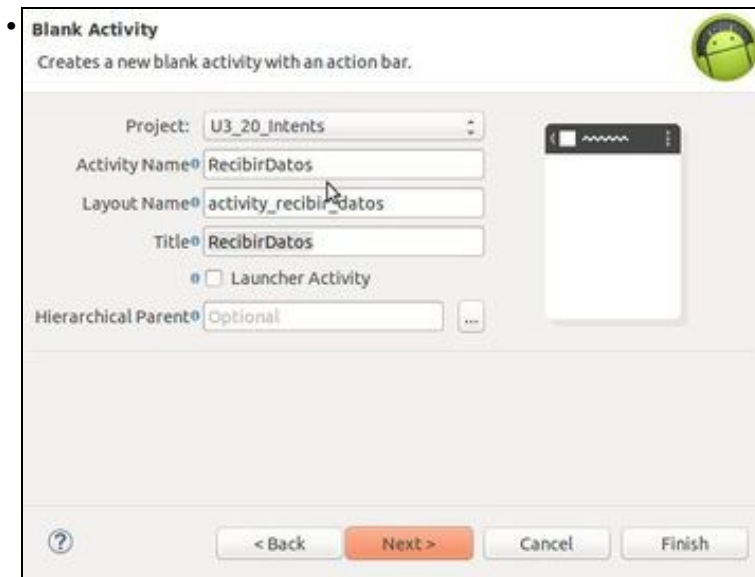 Blank Activity
Creates a new blank activity with an action bar.
Project: U3_20_Intents
Activity Name RecibirDatos
Layout Name activity_recibir_datos
Title RecibirDatos
Launcher Activity
Hierarchical Parent Optional ...
? < Back Next > Cancel Finish